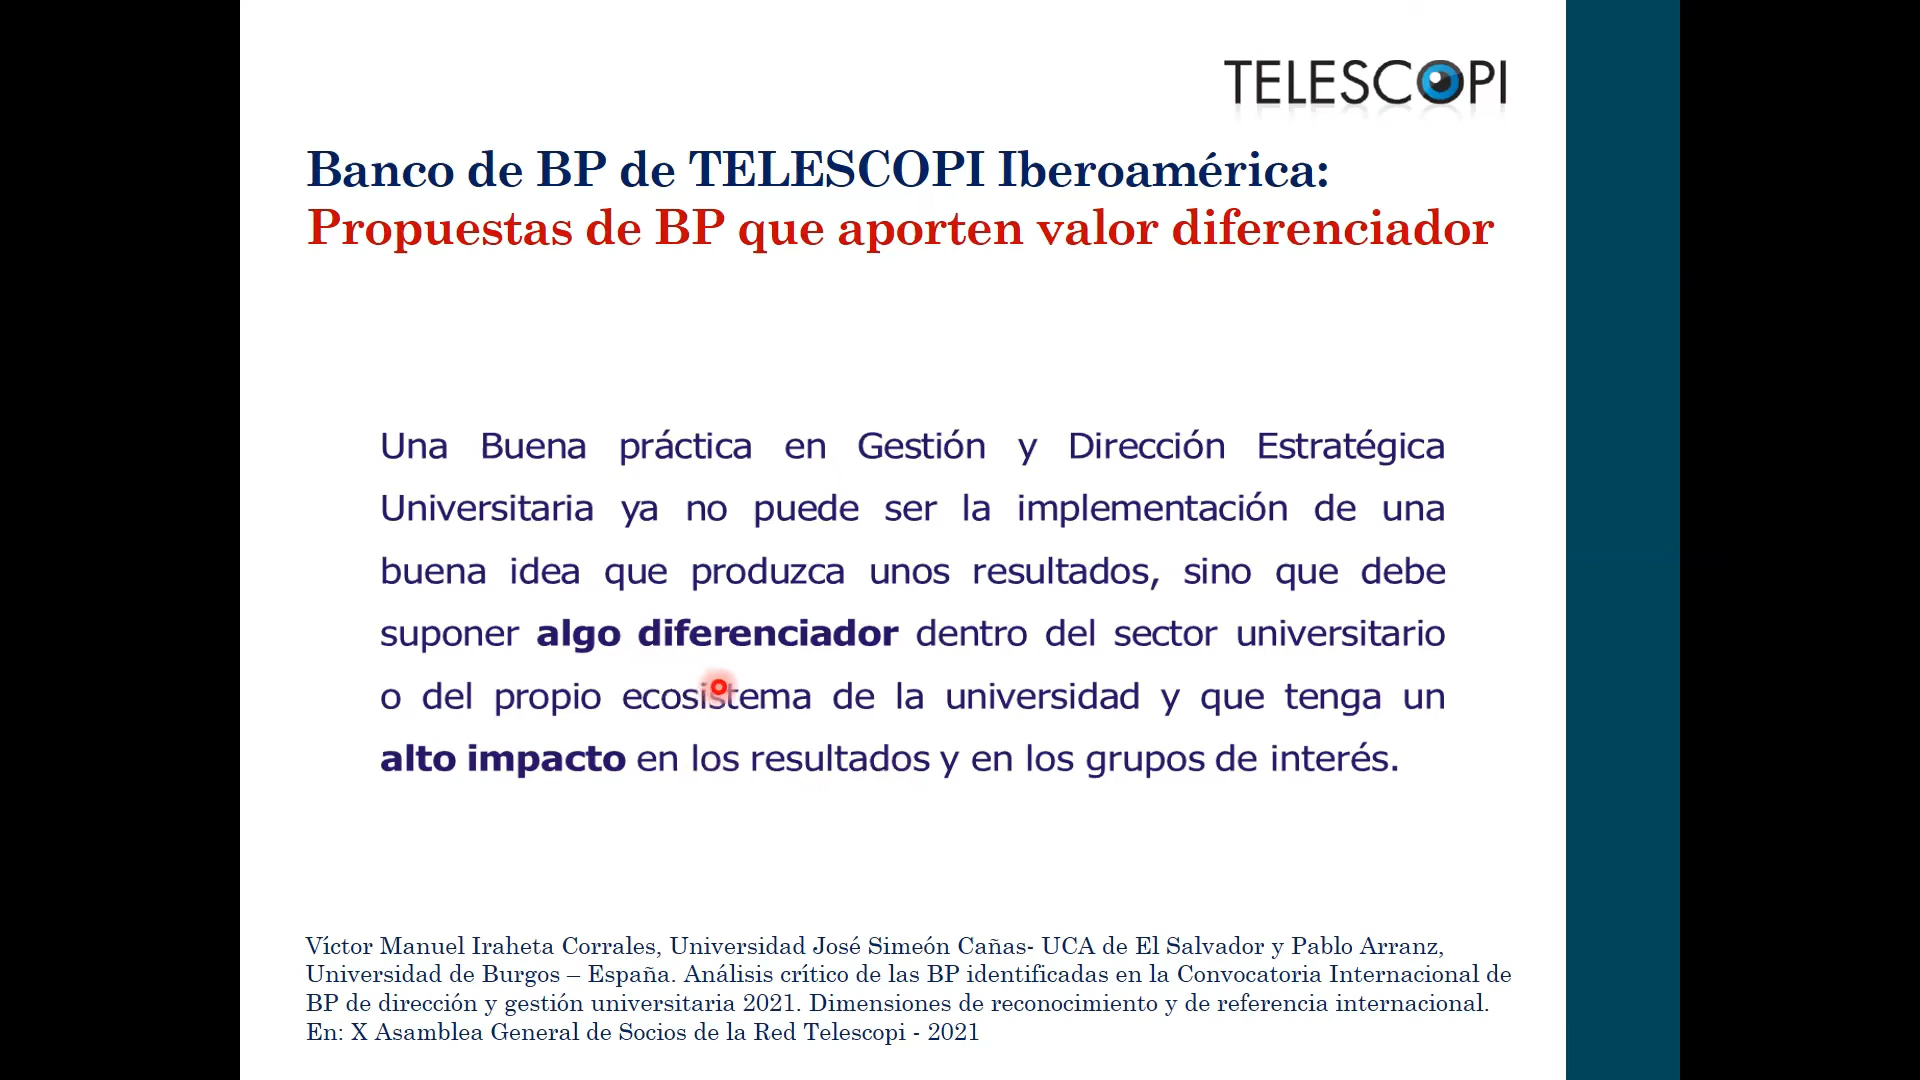 TELESCOPI
Banco de BP de TELESCOPI Iberoamérica:
Propuestas de BP que aporten valor diferenciador
Una Buena práctica en Gestión y Dirección Estratégica
Universitaria ya no puede ser la implementación de una
buena idea que produzca unos resultados, sino que debe
suponer algo diferenciador dentro del sector universitario
o del propio ecosistema de la universidad y que tenga un
alto impacto en los resultados y en los grupos de interés.
Víctor Manuel Iraheta Corrales, Universidad José Simeón Cañas- UCA de El Salvador y Pablo Arranz,
Universidad de Burgos – España. Análisis crítico de las BP identificadas en la Convocatoria Internacional de
BP de dirección y gestión universitaria 2021. Dimensiones de reconocimiento y de referencia internacional.
En: X Asamblea General de Socios de la Red Telescopi - 2021